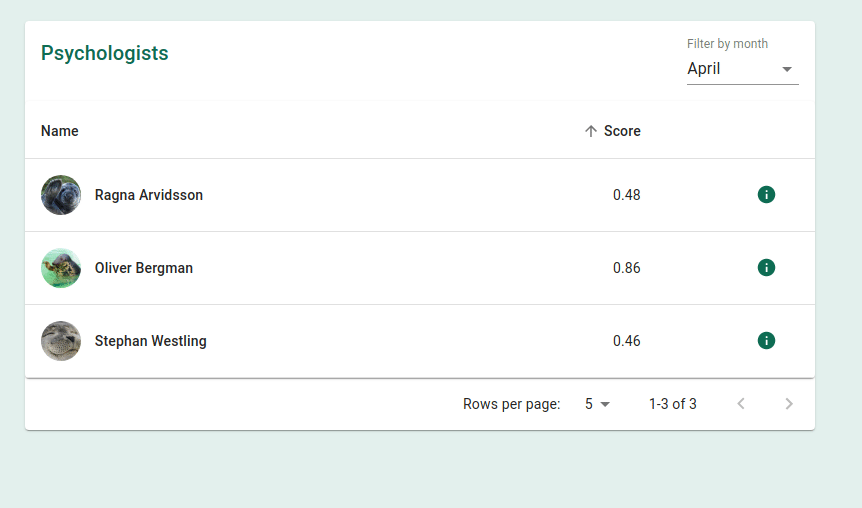 Psychologists
Filter by month
April
Name Score
Ragna Arvidsson 0.48
Oliver Bergman 0.86
Stephan Westling 0.46
Rows per page: 5 1-3 of 3